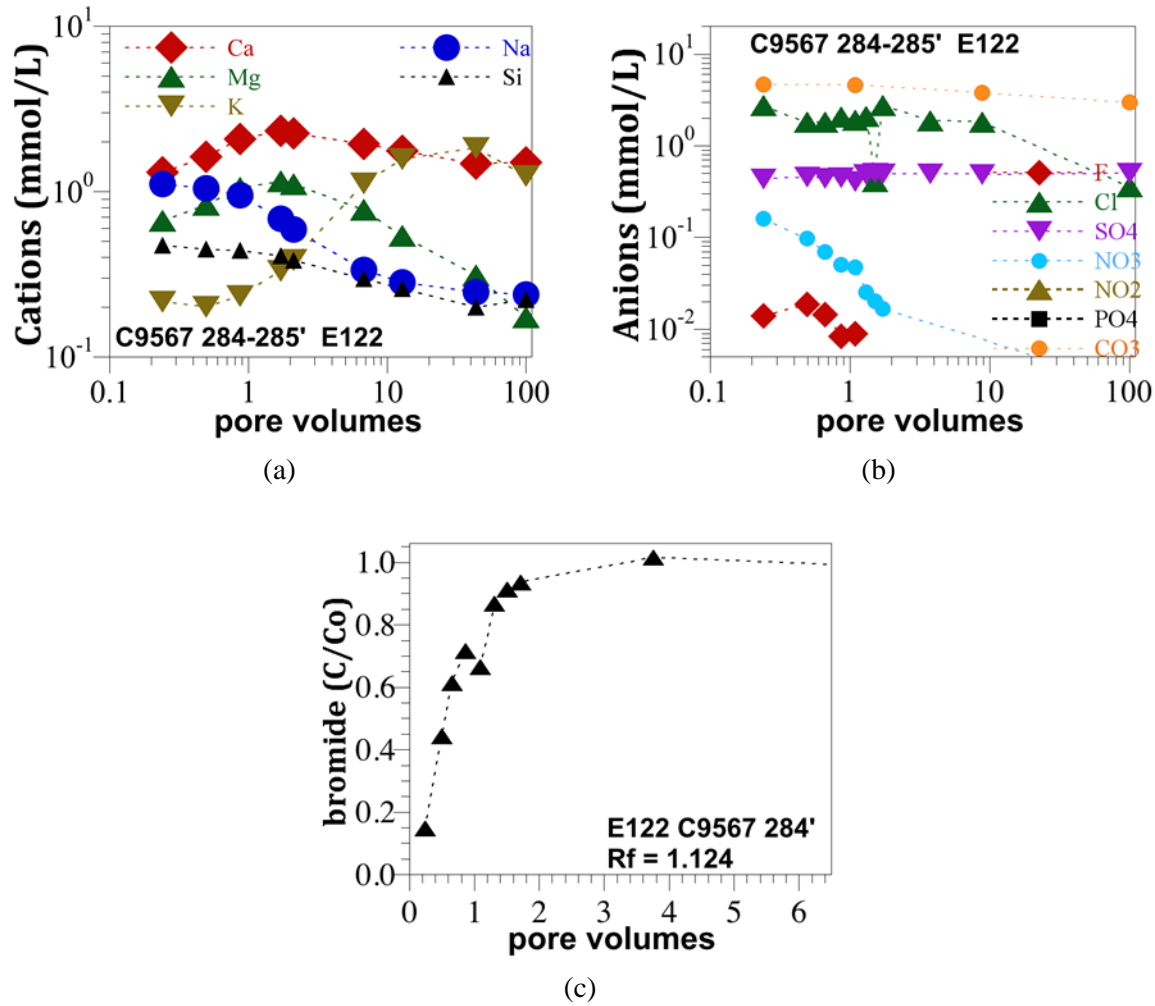 Cations (mmol/L)
10^1
10^0
10^-1
Ca
Mg
K
Na
Si
C9567 284-285' E122
0.1 1 10 100
pore volumes
(a)
Anions (mmol/L)
10^1
10^0
10^-1
10^-2
C9567 284-285' E122
F
Cl
SO4
NO3
NO2
PO4
CO3
0.1 1 10 100
pore volumes
(b)
bromide (C/Co)
1.0
0.8
0.6
0.4
0.2
0.0
E122 C9567 284'
Rf = 1.124
0 1 2 3 4 5 6
pore volumes
(c)